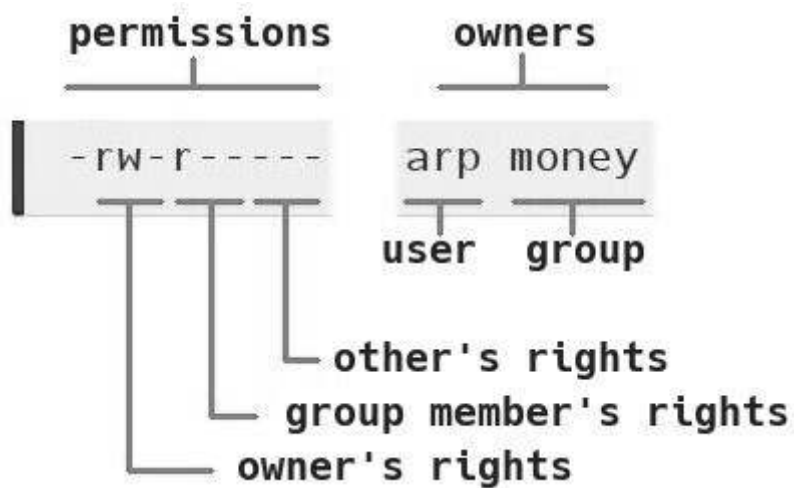 permissions owners
-rw-r----- arp money
user group
other's rights
group member's rights
owner's rights